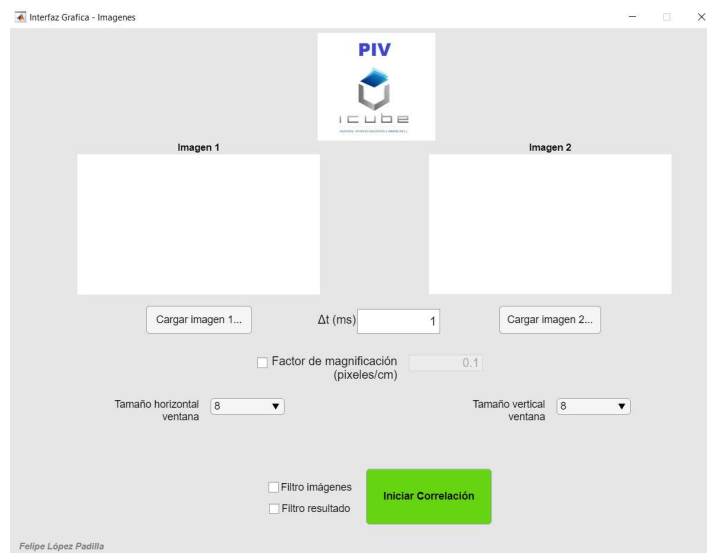 Interfaz Grafica - Imagenes
PIV
icube
Imagen 1
Imagen 2
Cargar imagen 1...
Δt (ms)
1
Cargar imagen 2...
Factor de magnificación
(pixeles/cm)
0.1
Tamaño horizontal
ventana
8
Tamaño vertical
ventana
8
Filtro imágenes
Filtro resultado
Iniciar Correlación
Felipe López Padilla